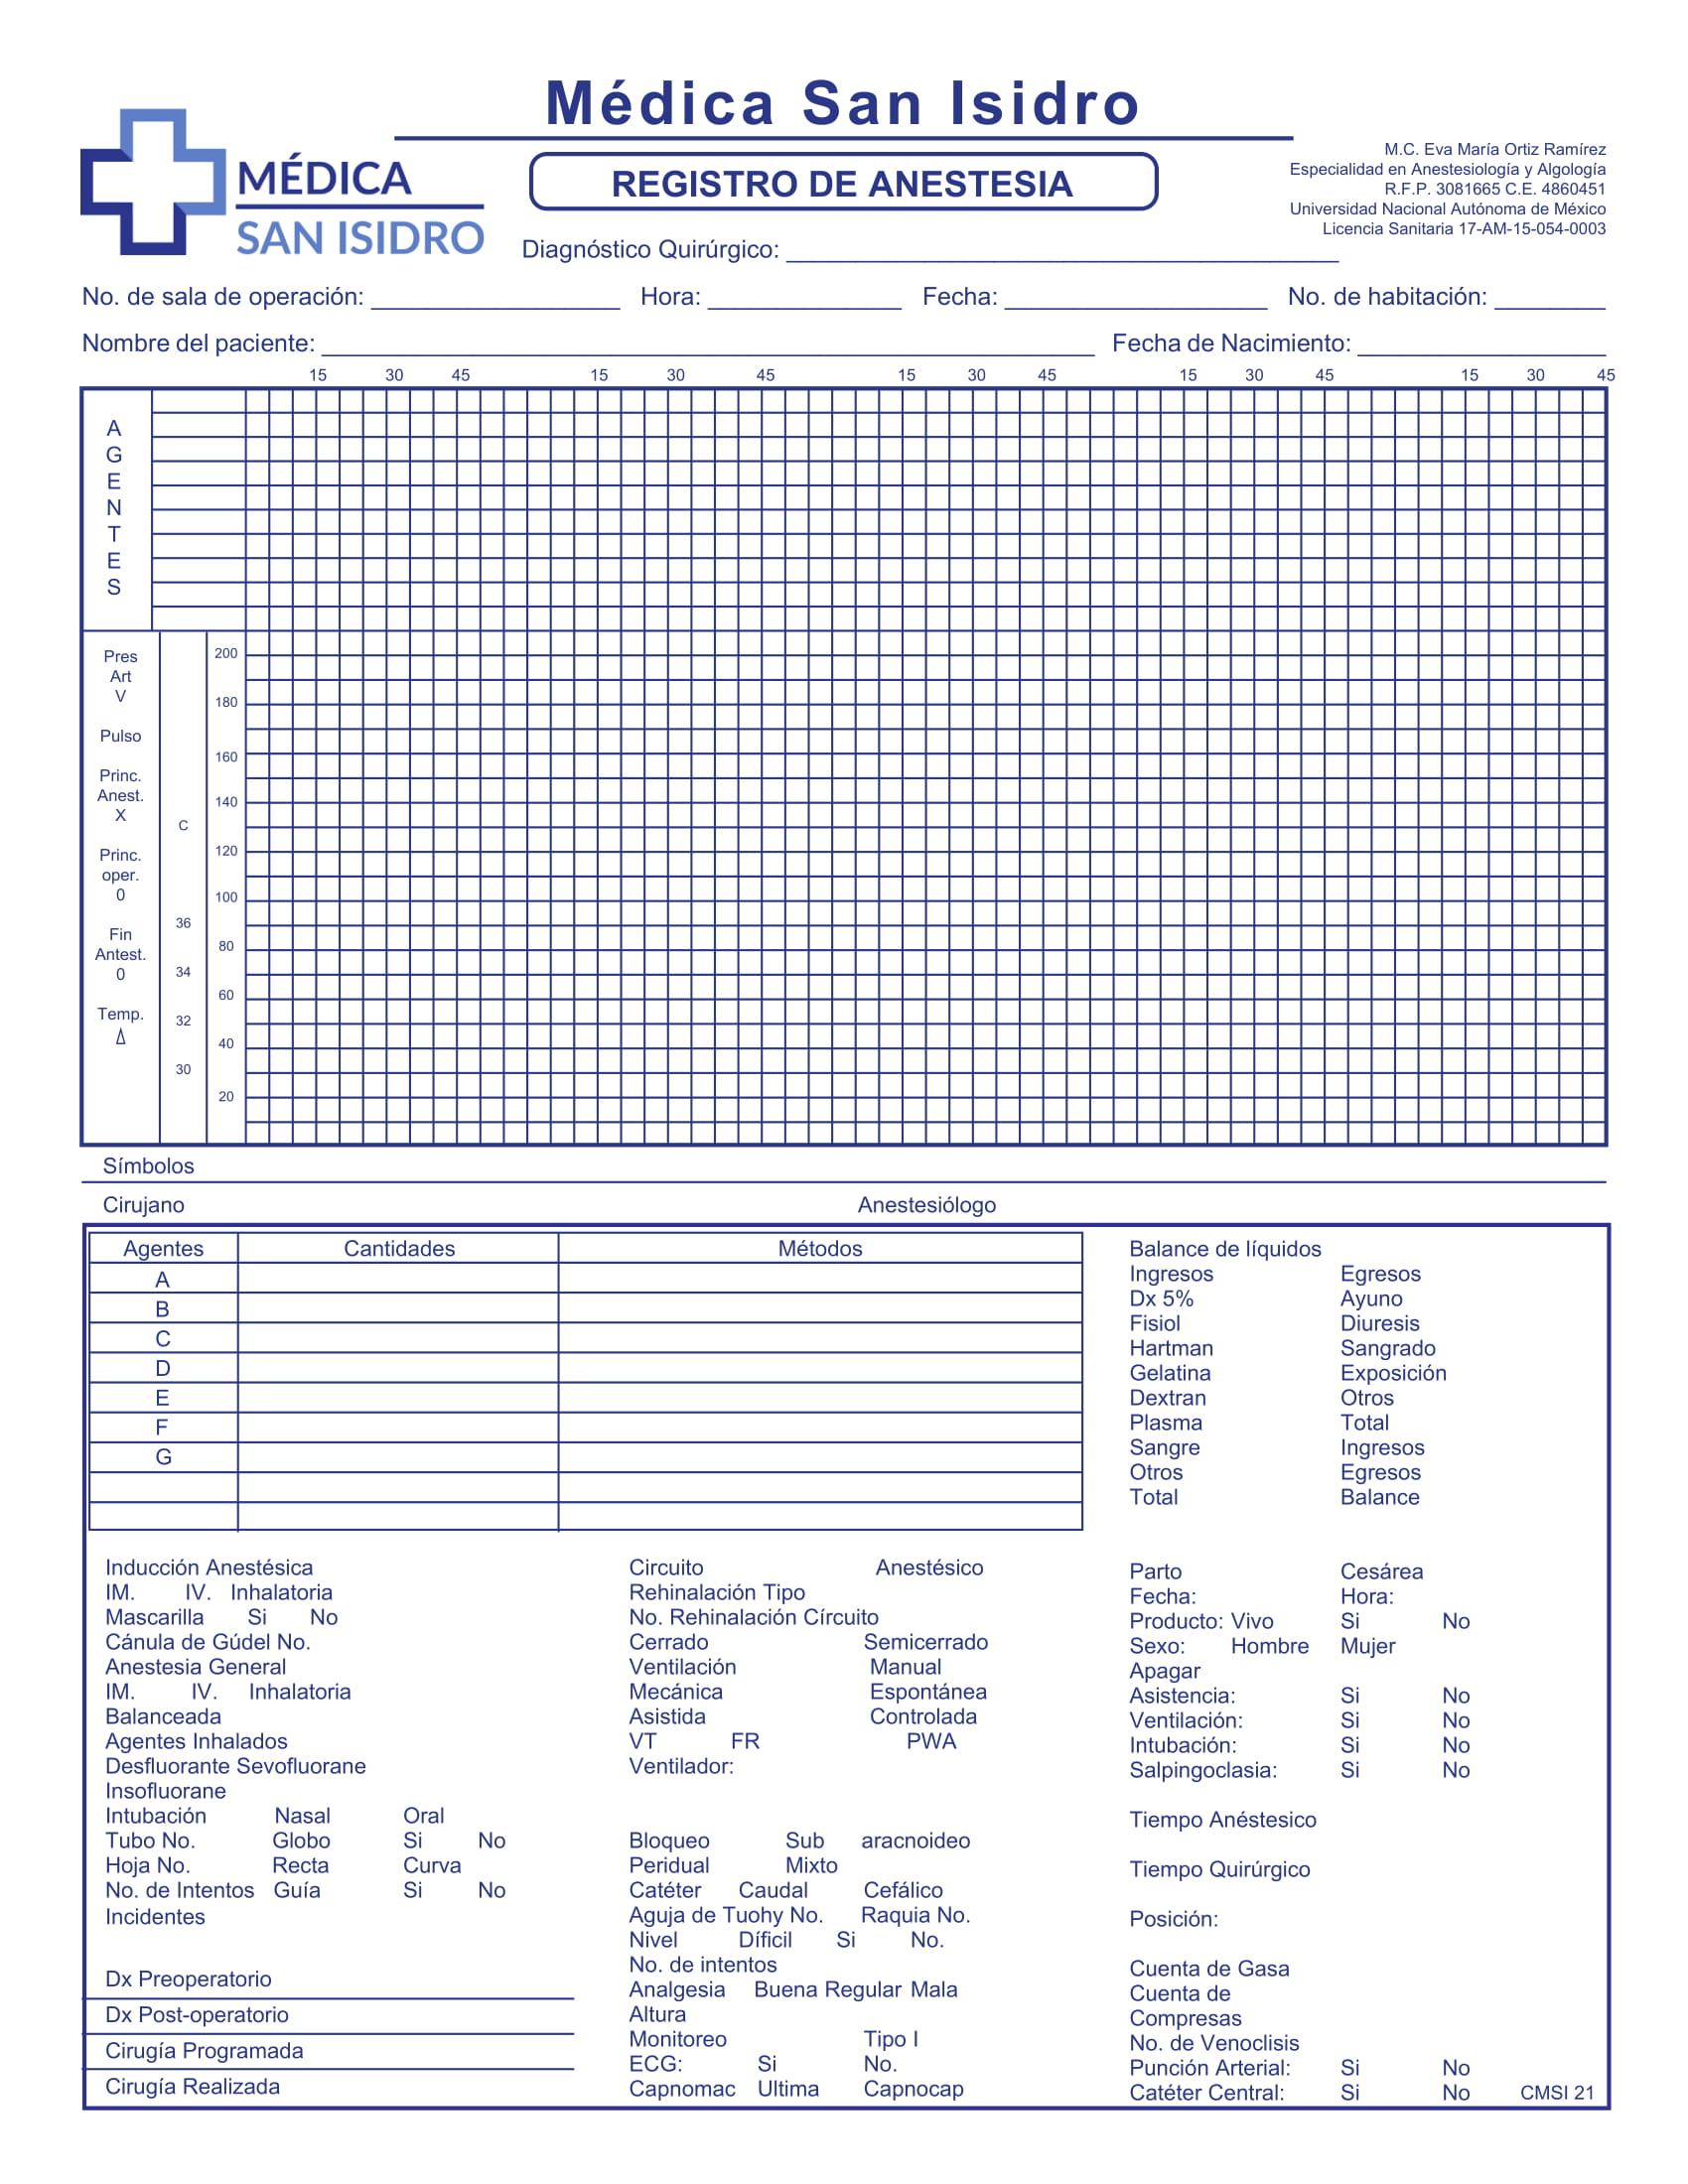 Médica San Isidro
MÉDICA
SAN ISIDRO
REGISTRO DE ANESTESIA
M.C. Eva María Ortiz Ramírez
Especialidad en Anestesiología y Algología
R.F.P. 3081665 C.E. 4860451
Universidad Nacional Autónoma de México
Licencia Sanitaria 17-AM-15-054-0003
Diagnóstico Quirúrgico:
No. de sala de operación: Hora: Fecha: No. de habitación:
Nombre del paciente: Fecha de Nacimiento:
15 30 45 15 30 45 15 30 45 15 30 45 15 30 45
A
G
E
N
T
E
S
Pres
Art
V
Pulso
Princ.
Anest.
X
Princ.
oper.
0
Fin
Antest.
0
Temp.
Δ
C
36
34
32
30
200
180
160
140
120
100
80
60
40
20
Símbolos
Cirujano Anestesiólogo
Agentes Cantidades Métodos
A
B
C
D
E
F
G
Balance de líquidos
Ingresos Egresos
Dx 5% Ayuno
Fisiol Diuresis
Hartman Sangrado
Gelatina Exposición
Dextran Otros
Plasma Total
Sangre Ingresos
Otros Egresos
Total Balance
Inducción Anestésica
IM. IV. Inhalatoria
Mascarilla Si No
Cánula de Gúdel No.
Anestesia General
IM. IV. Inhalatoria
Balanceada
Agentes Inhalados
Desfluorante Sevofluorane
Insofluorane
Intubación Nasal Oral
Tubo No. Globo Si No
Hoja No. Recta Curva
No. de Intentos Guía Si No
Incidentes
Dx Preoperatorio
Dx Post-operatorio
Cirugía Programada
Cirugía Realizada
Circuito Anestésico
Rehinalación Tipo
No. Rehinalación Círcuito
Cerrado Semicerrado
Ventilación Manual
Mecánica Espontánea
Asistida Controlada
VT FR PWA
Ventilador:
Bloqueo Sub aracnoideo
Peridual Mixto
Catéter Caudal Cefálico
Aguja de Tuohy No. Raquia No.
Nivel Díficil Si No.
No. de intentos
Analgesia Buena Regular Mala
Altura
Monitoreo Tipo I
ECG: Si No.
Capnomac Ultima Capnocap
Parto Cesárea
Fecha: Hora:
Producto: Vivo Si No
Sexo: Hombre Mujer
Apagar
Asistencia: Si No
Ventilación: Si No
Intubación: Si No
Salpingoclasia: Si No
Tiempo Anéstesico
Tiempo Quirúrgico
Posición:
Cuenta de Gasa
Cuenta de
Compresas
No. de Venoclisis
Punción Arterial: Si No
Catéter Central: Si No CMSI 21